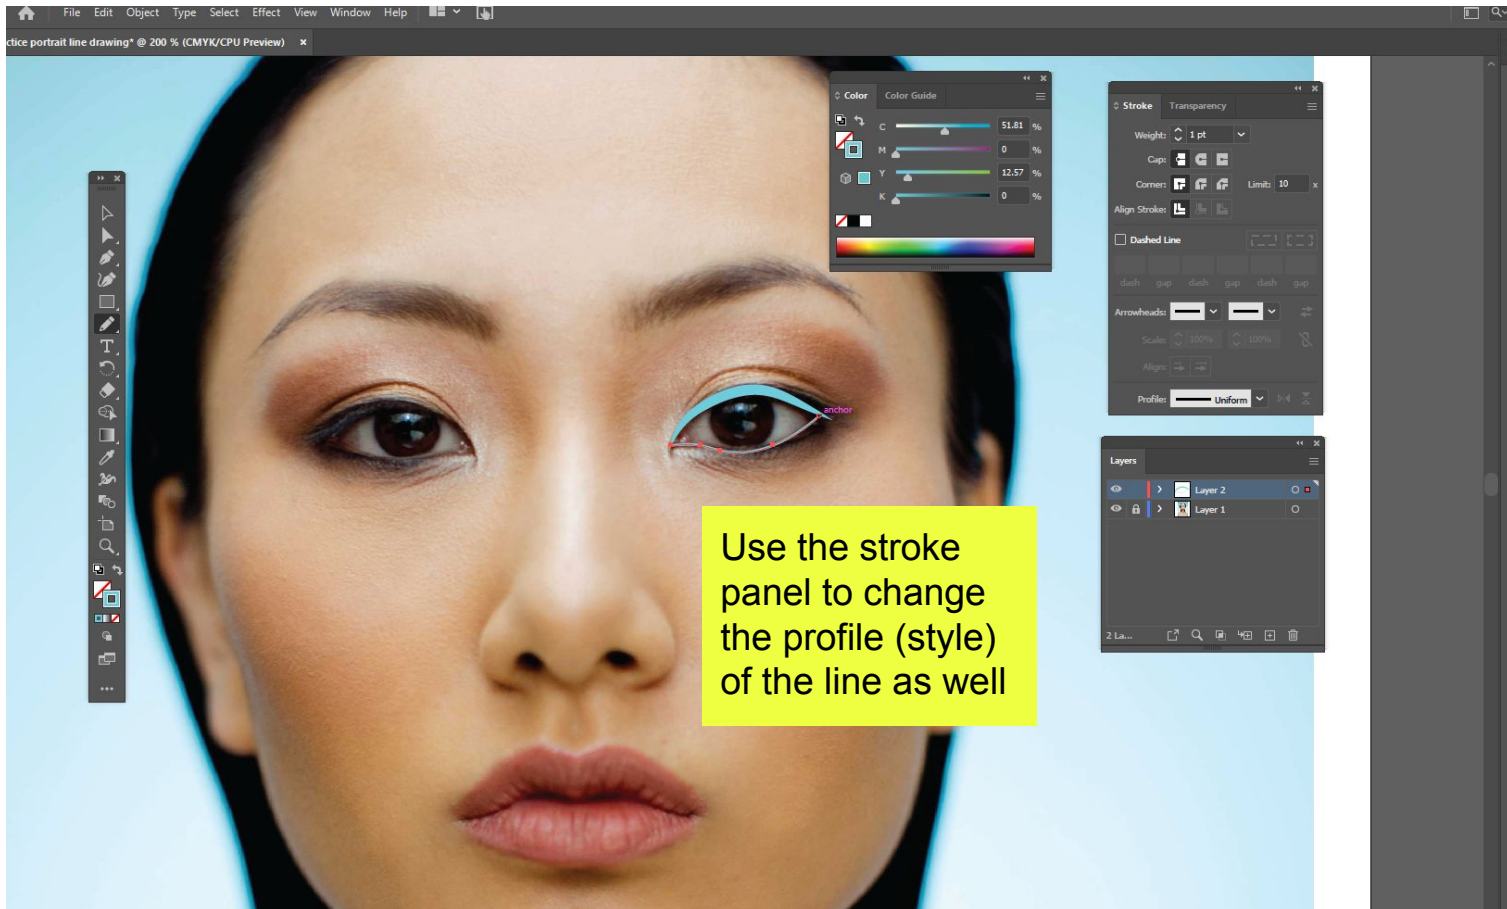 File Edit Object Type Select Effect View Window Help
ctice portrait line drawing* @ 200 % (CMYK/CPU Preview) ×
Color Color Guide
C 51.81 %
M 0 %
Y 12.57 %
K 0 %
Stroke Transparency
Weight: 1 pt
Cap:
Corner: Limit: 10 x
Align Stroke:
Dashed Line
dash gap dash gap dash gap
Arrowheads:
Scale: 100% 100%
Align:
Profile: Uniform
anchor
Layers
Layer 2
Layer 1
2 La...
Use the stroke
panel to change
the profile (style)
of the line as well